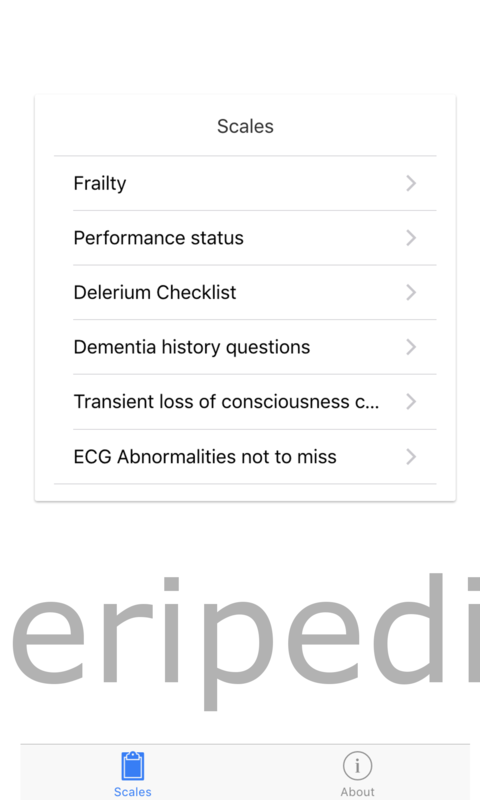 Scales
Frailty
Performance status
Delerium Checklist
Dementia history questions
Transient loss of consciousness c...
ECG Abnormalities not to miss
eripedi
Scales
About